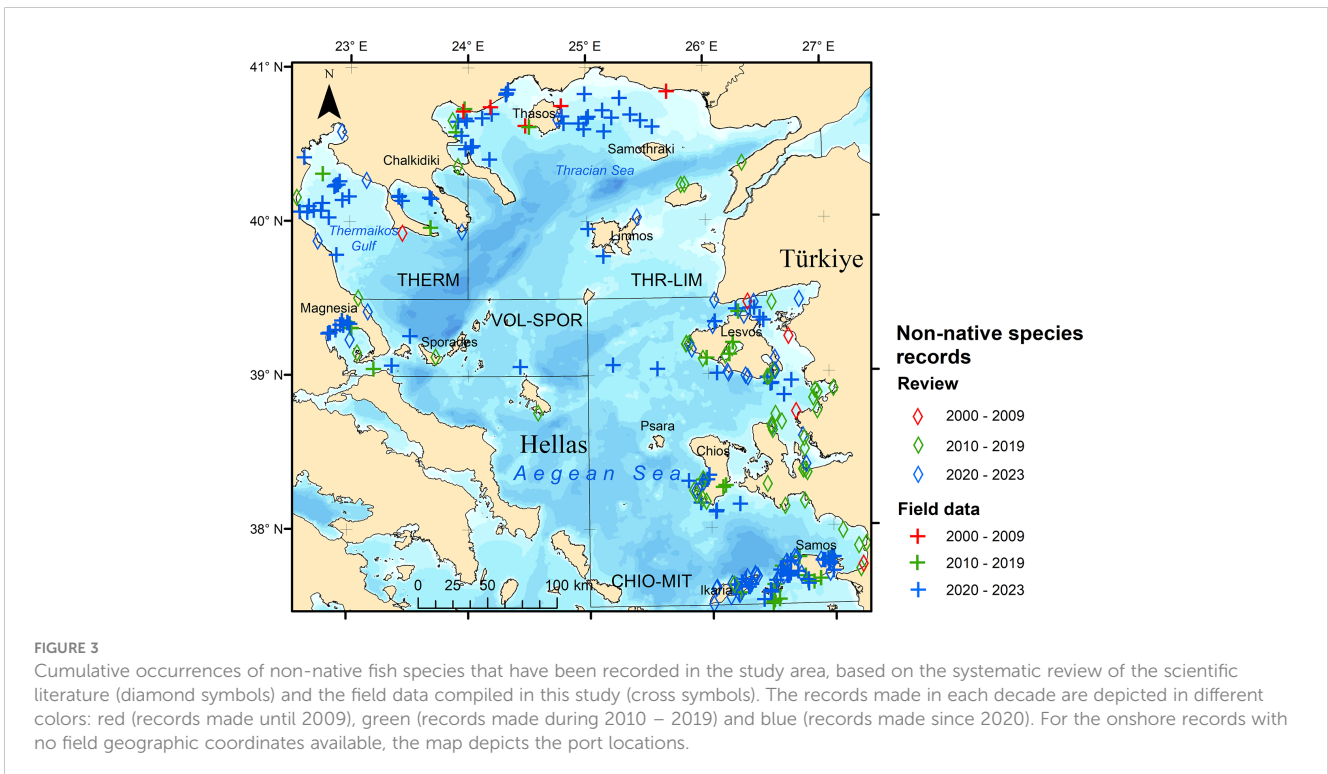 23° E 24° E 25° E 26° E 27° E
41° N
40° N
39° N
38° N
N
Thasos
Samothraki
Chalkidiki
Thracian Sea
Thermaikos
Gulf
Limnos
Türkiye
THERM
THR-LIM
Magnesia
VOL-SPOR
Sporades
Lesvos
Psara
Hellas
Chios
Aegean Sea
Samos
CHIO-MIT
Ikaria
0 25 50 100 km
Non-native species
records
Review
2000 - 2009
2010 - 2019
2020 - 2023
Field data
2000 - 2009
2010 - 2019
2020 - 2023
FIGURE 3
Cumulative occurrences of non-native fish species that have been recorded in the study area, based on the systematic review of the scientific
literature (diamond symbols) and the field data compiled in this study (cross symbols). The records made in each decade are depicted in different
colors: red (records made until 2009), green (records made during 2010 – 2019) and blue (records made since 2020). For the onshore records with
no field geographic coordinates available, the map depicts the port locations.